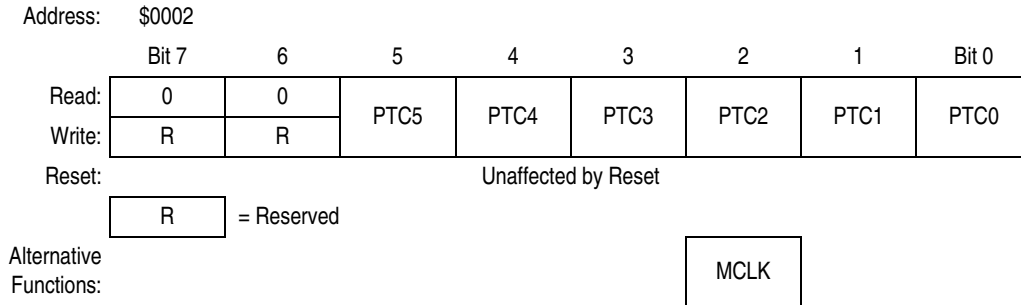 Address: $0002
Bit 7 6 5 4 3 2 1 Bit 0
Read: 0 0 PTC5 PTC4 PTC3 PTC2 PTC1 PTC0
Write: R R
Reset: Unaffected by Reset
R = Reserved
Alternative
Functions: MCLK